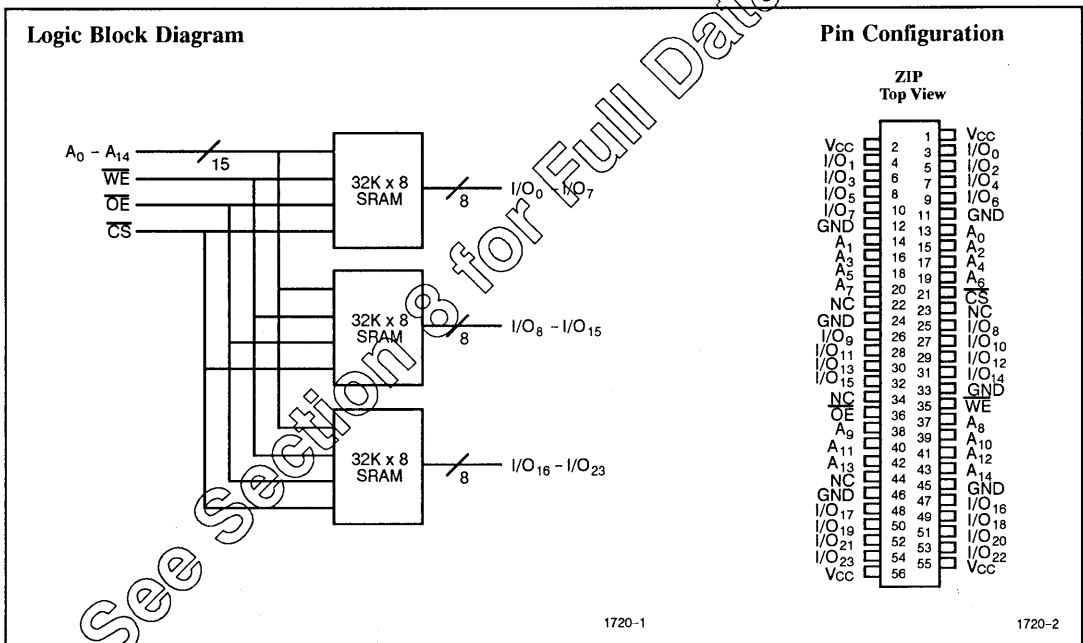 Logic Block Diagram
A₀ – A₁₄
15
W̅E̅
O̅E̅
C̅S̅
32K x 8
SRAM
8
I/O₀ – I/O₇
32K x 8
SRAM
8
I/O₈ – I/O₁₅
32K x 8
SRAM
8
I/O₁₆ – I/O₂₃
1720-1
See Section 8 for Full Data
Pin Configuration
ZIP
Top View
1 VCC
VCC 2
3 I/O₀
I/O₁ 4
5 I/O₂
I/O₃ 6
7 I/O₄
I/O₅ 8
9 I/O₆
I/O₇ 10
11 GND
GND 12
13 A₀
A₁ 14
15 A₂
A₃ 16
17 A₄
A₅ 18
19 A₆
A₇ 20
21 C̅S̅
NC 22
23 NC
GND 24
25 I/O₈
I/O₉ 26
27 I/O₁₀
I/O₁₁ 28
29 I/O₁₂
I/O₁₃ 30
31 I/O₁₄
I/O₁₅ 32
33 GND
NC 34
35 W̅E̅
O̅E̅ 36
37 A₈
A₉ 38
39 A₁₀
A₁₁ 40
41 A₁₂
A₁₃ 42
43 A₁₄
NC 44
45 GND
GND 46
47 I/O₁₆
I/O₁₇ 48
49 I/O₁₈
I/O₁₉ 50
51 I/O₂₀
I/O₂₁ 52
53 I/O₂₂
I/O₂₃ 54
55 VCC
VCC 56
1720-2